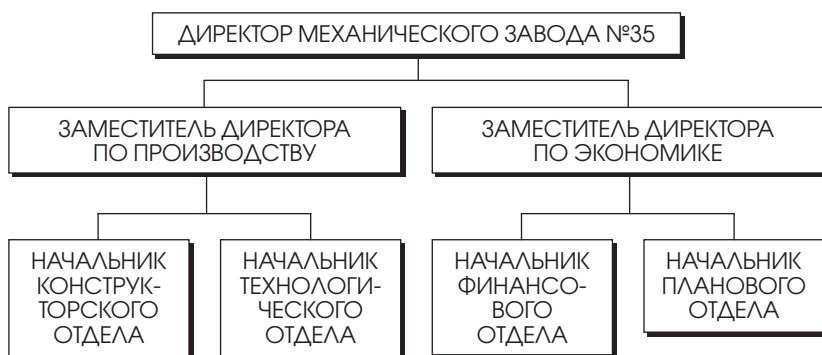 ДИРЕКТОР МЕХАНИЧЕСКОГО ЗАВОДА №35
ЗАМЕСТИТЕЛЬ ДИРЕКТОРА
ПО ПРОИЗВОДСТВУ
ЗАМЕСТИТЕЛЬ ДИРЕКТОРА
ПО ЭКОНОМИКЕ
НАЧАЛЬНИК
КОНСТРУК-
ТОРСКОГО
ОТДЕЛА
НАЧАЛЬНИК
ТЕХНОЛОГИ-
ЧЕСКОГО
ОТДЕЛА
НАЧАЛЬНИК
ФИНАНСО-
ВОГО
ОТДЕЛА
НАЧАЛЬНИК
ПЛАНОВОГО
ОТДЕЛА